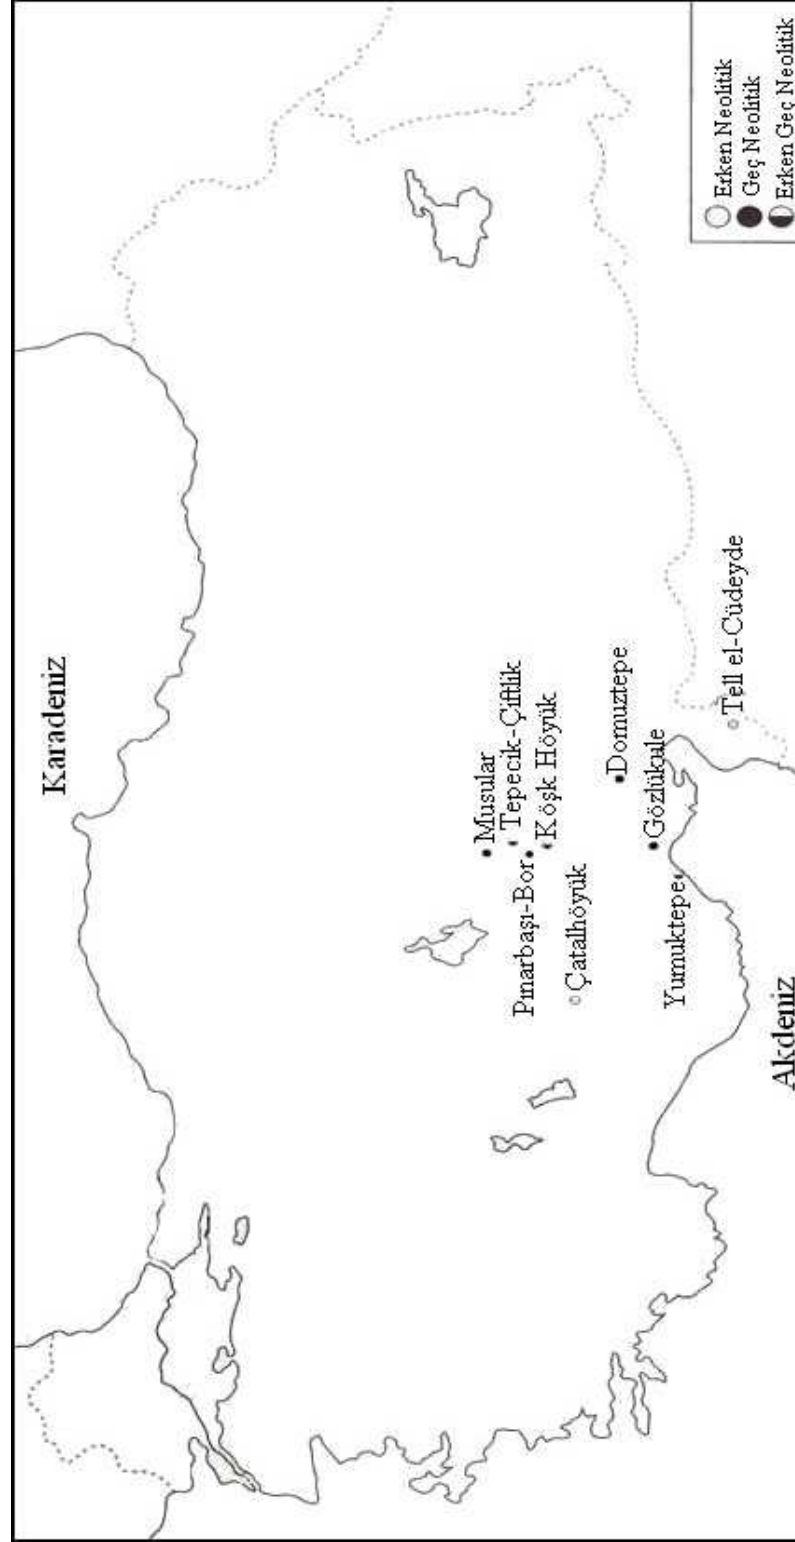 Karadeniz
Musular
Tepecik-Çiftlik
Pınarbaşı-Bor
Köşk Höyük
Çatalhöyük
Domuztepe
Gözlükule
Yumuktepe
Tell el-Cüdeyde
Akdeniz
Erken Neolitik
Geç Neolitik
Erken Geç Neolitik